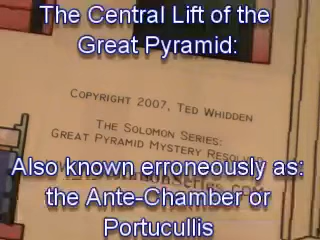 The Central Lift of the
Great Pyramid:
COPYRIGHT 2007, TED WHIDDEN
THE SOLOMON SERIES:
GREAT PYRAMID MYSTERY
Also known erroneously as:
the Ante-Chamber or
Portucullis